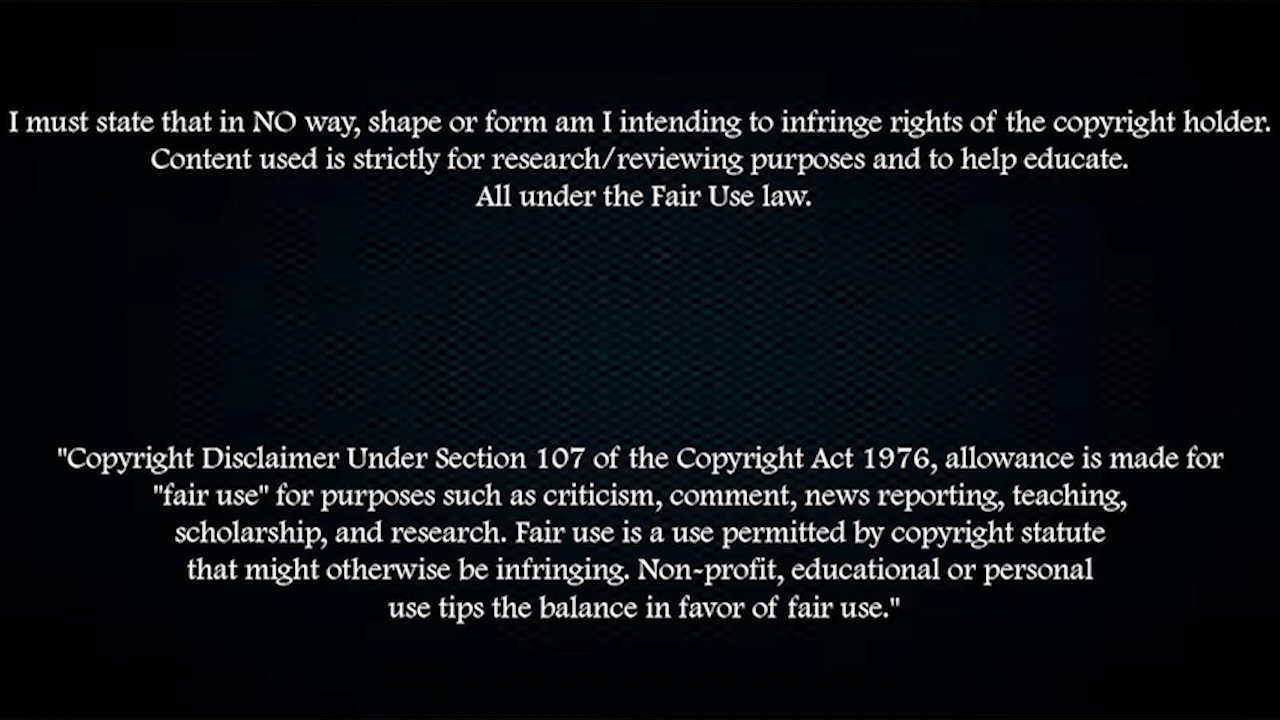 I must state that in NO way, shape or form am I intending to infringe rights of the copyright holder.
Content used is strictly for research/reviewing purposes and to help educate.
All under the Fair Use law.
"Copyright Disclaimer Under Section 107 of the Copyright Act 1976, allowance is made for
"fair use" for purposes such as criticism, comment, news reporting, teaching,
scholarship, and research. Fair use is a use permitted by copyright statute
that might otherwise be infringing. Non-profit, educational or personal
use tips the balance in favor of fair use."